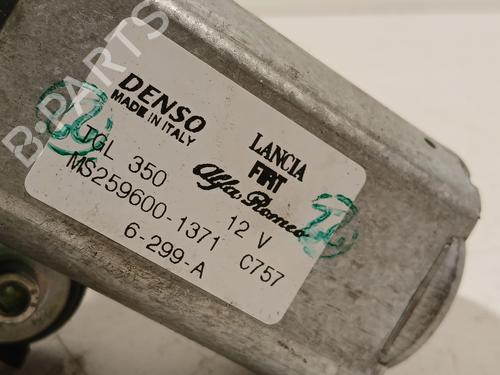 B-PARTS
DENSO
MADE IN ITALY
LANCIA
FIAT
Alfa Romeo
TGL 350
12 V
MS259600-1371
C757
6-299-A